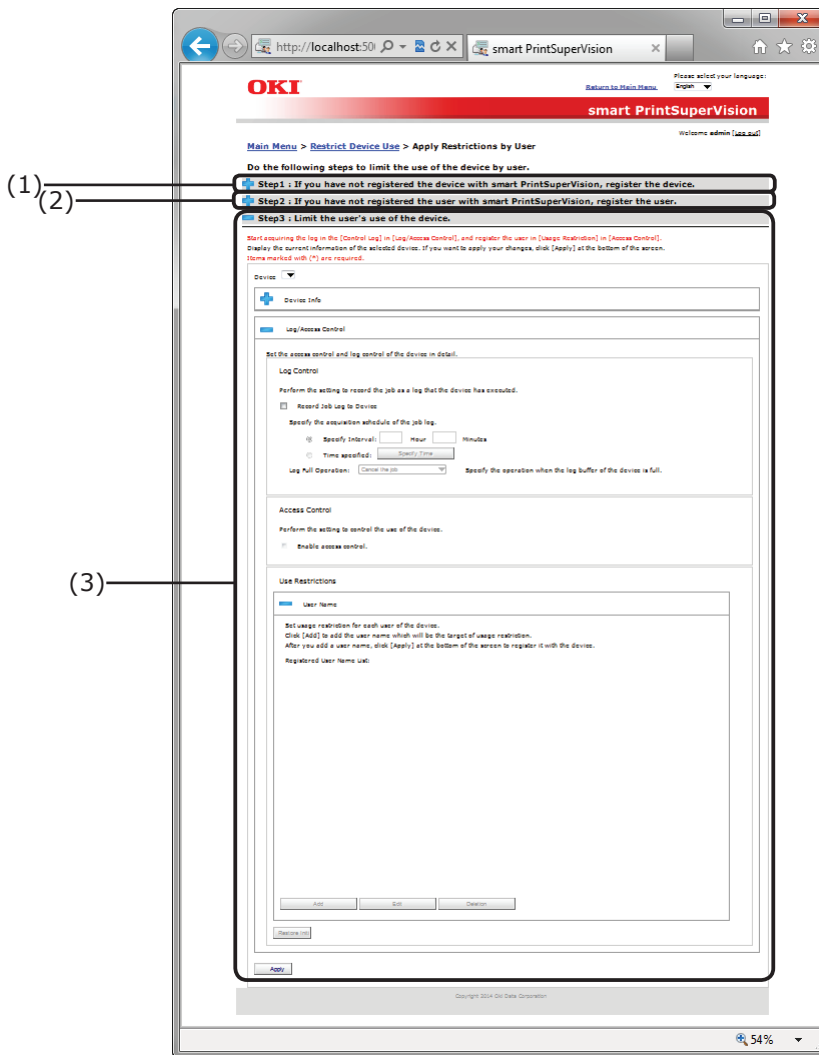 http://localhost:50
smart PrintSuperVision
OKI
Return to Main Menu
Please select your language:
English
smart PrintSuperVision
Welcome admin [Log out]
Main Menu > Restrict Device Use > Apply Restrictions by User
Do the following steps to limit the use of the device by user.
(1)
Step1 : If you have not registered the device with smart PrintSuperVision, register the device.
(2)
Step2 : If you have not registered the user with smart PrintSuperVision, register the user.
Step3 : Limit the user's use of the device.
Start acquiring the log in the [Control Log] in [Log/Access Control], and register the user in [Usage Restriction] in [Access Control].
Display the current information of the selected device. If you want to apply your changes, click [Apply] at the bottom of the screen.
Items marked with (*) are required.
Device
Device Info
Log/Access Control
Set the access control and log control of the device in detail.
Log Control
Perform the setting to record the job as a log that the device has executed.
Record Job Log to Device
Specify the acquisition schedule of the job log.
Specify Interval: Hour Minutes
Time specified: Specify Time
Log Full Operation: Cancel the job Specify the operation when the log buffer of the device is full.
Access Control
Perform the setting to control the use of the device.
Enable access control.
(3)
Use Restrictions
User Name
Set usage restriction for each user of the device.
Click [Add] to add the user name which will be the target of usage restriction.
After you add a user name, click [Apply] at the bottom of the screen to register it with the device.
Registered User Name List:
Add Edit Deletion
Restore Init
Apply
Copyright 2014 Oki Data Corporation
54%